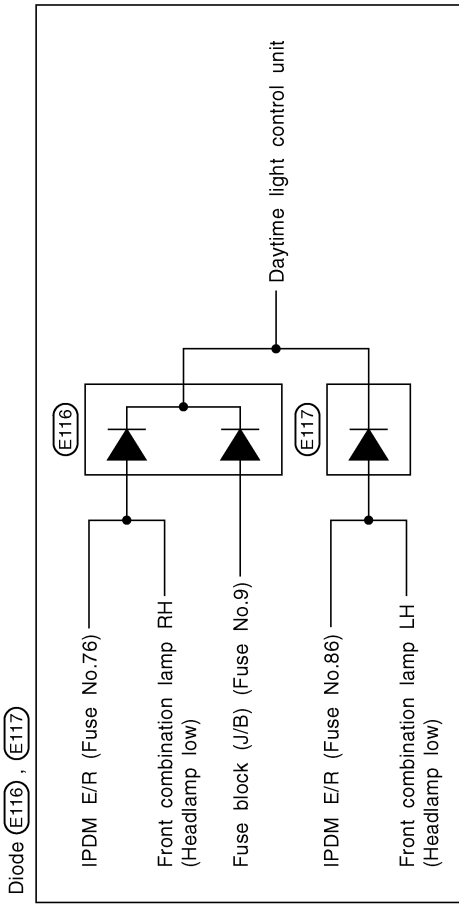 Diode E116 , E117
IPDM E/R (Fuse No.76)
Front combination lamp RH
(Headlamp low)
Fuse block (J/B) (Fuse No.9)
IPDM E/R (Fuse No.86)
Front combination lamp LH
(Headlamp low)
E116
E117
Daytime light control unit